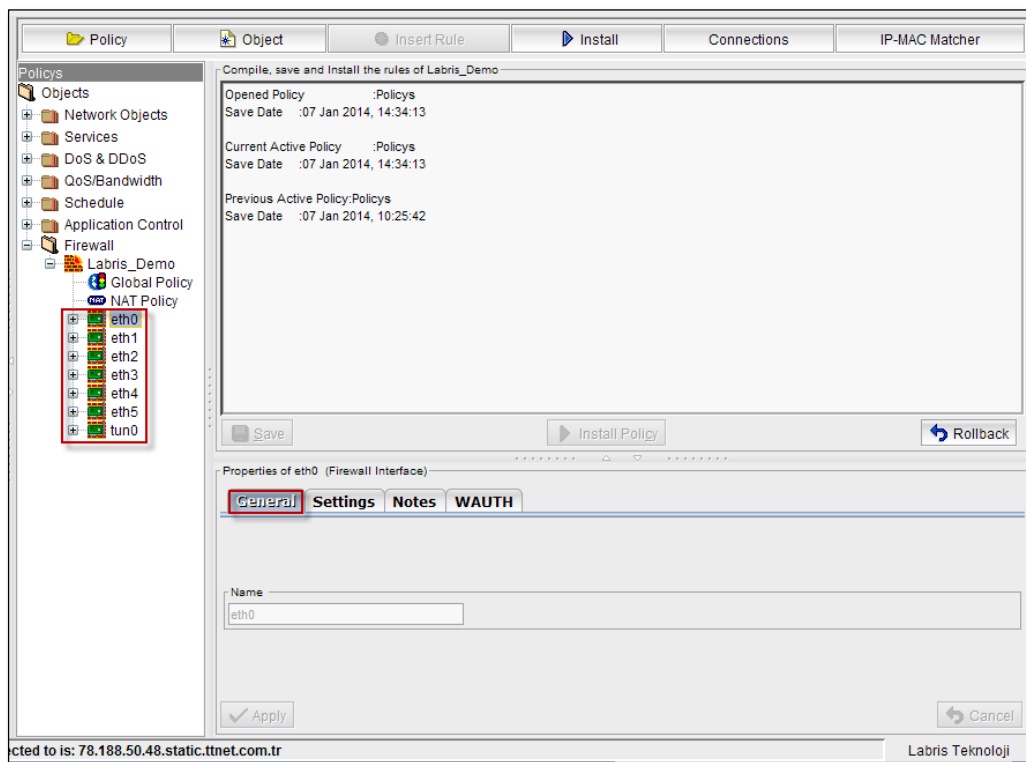 Policy Object Insert Rule Install Connections IP-MAC Matcher
Policys
Objects
Network Objects
Services
DoS & DDoS
QoS/Bandwidth
Schedule
Application Control
Firewall
Labris_Demo
Global Policy
NAT NAT Policy
eth0
eth1
eth2
eth3
eth4
eth5
tun0
Compile, save and Install the rules of Labris_Demo
Opened Policy :Policys
Save Date :07 Jan 2014, 14:34:13
Current Active Policy :Policys
Save Date :07 Jan 2014, 14:34:13
Previous Active Policy:Policys
Save Date :07 Jan 2014, 10:25:42
Save Install Policy Rollback
Properties of eth0 (Firewall Interface)
General Settings Notes WAUTH
Name
eth0
Apply Cancel
ected to is: 78.188.50.48.static.ttnet.com.tr Labris Teknoloji